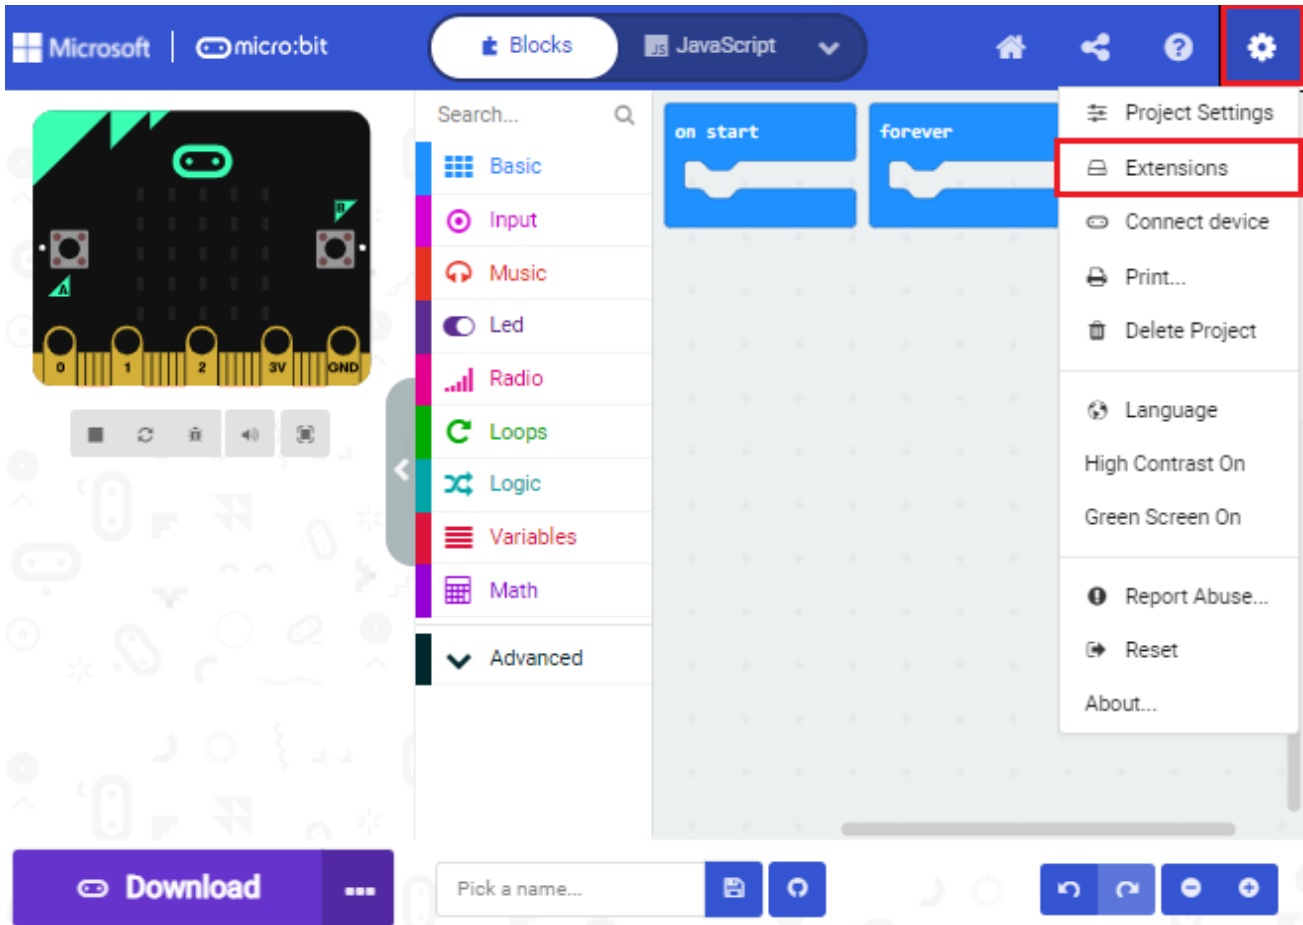 Microsoft
micro:bit
Blocks
JS JavaScript
Search...
Basic
Input
Music
Led
Radio
Loops
Logic
Variables
Math
Advanced
on start
forever
Project Settings
Extensions
Connect device
Print...
Delete Project
Language
High Contrast On
Green Screen On
Report Abuse...
Reset
About...
B
A
0 1 2 3V GND
Download
Pick a name...